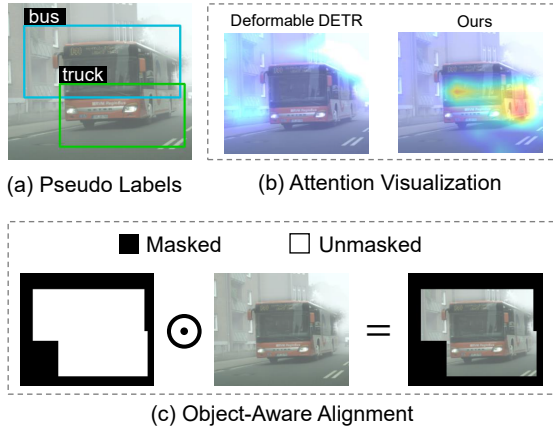 bus
truck
(a) Pseudo Labels
Deformable DETR
Ours
(b) Attention Visualization
Masked
Unmasked
=
(c) Object-Aware Alignment